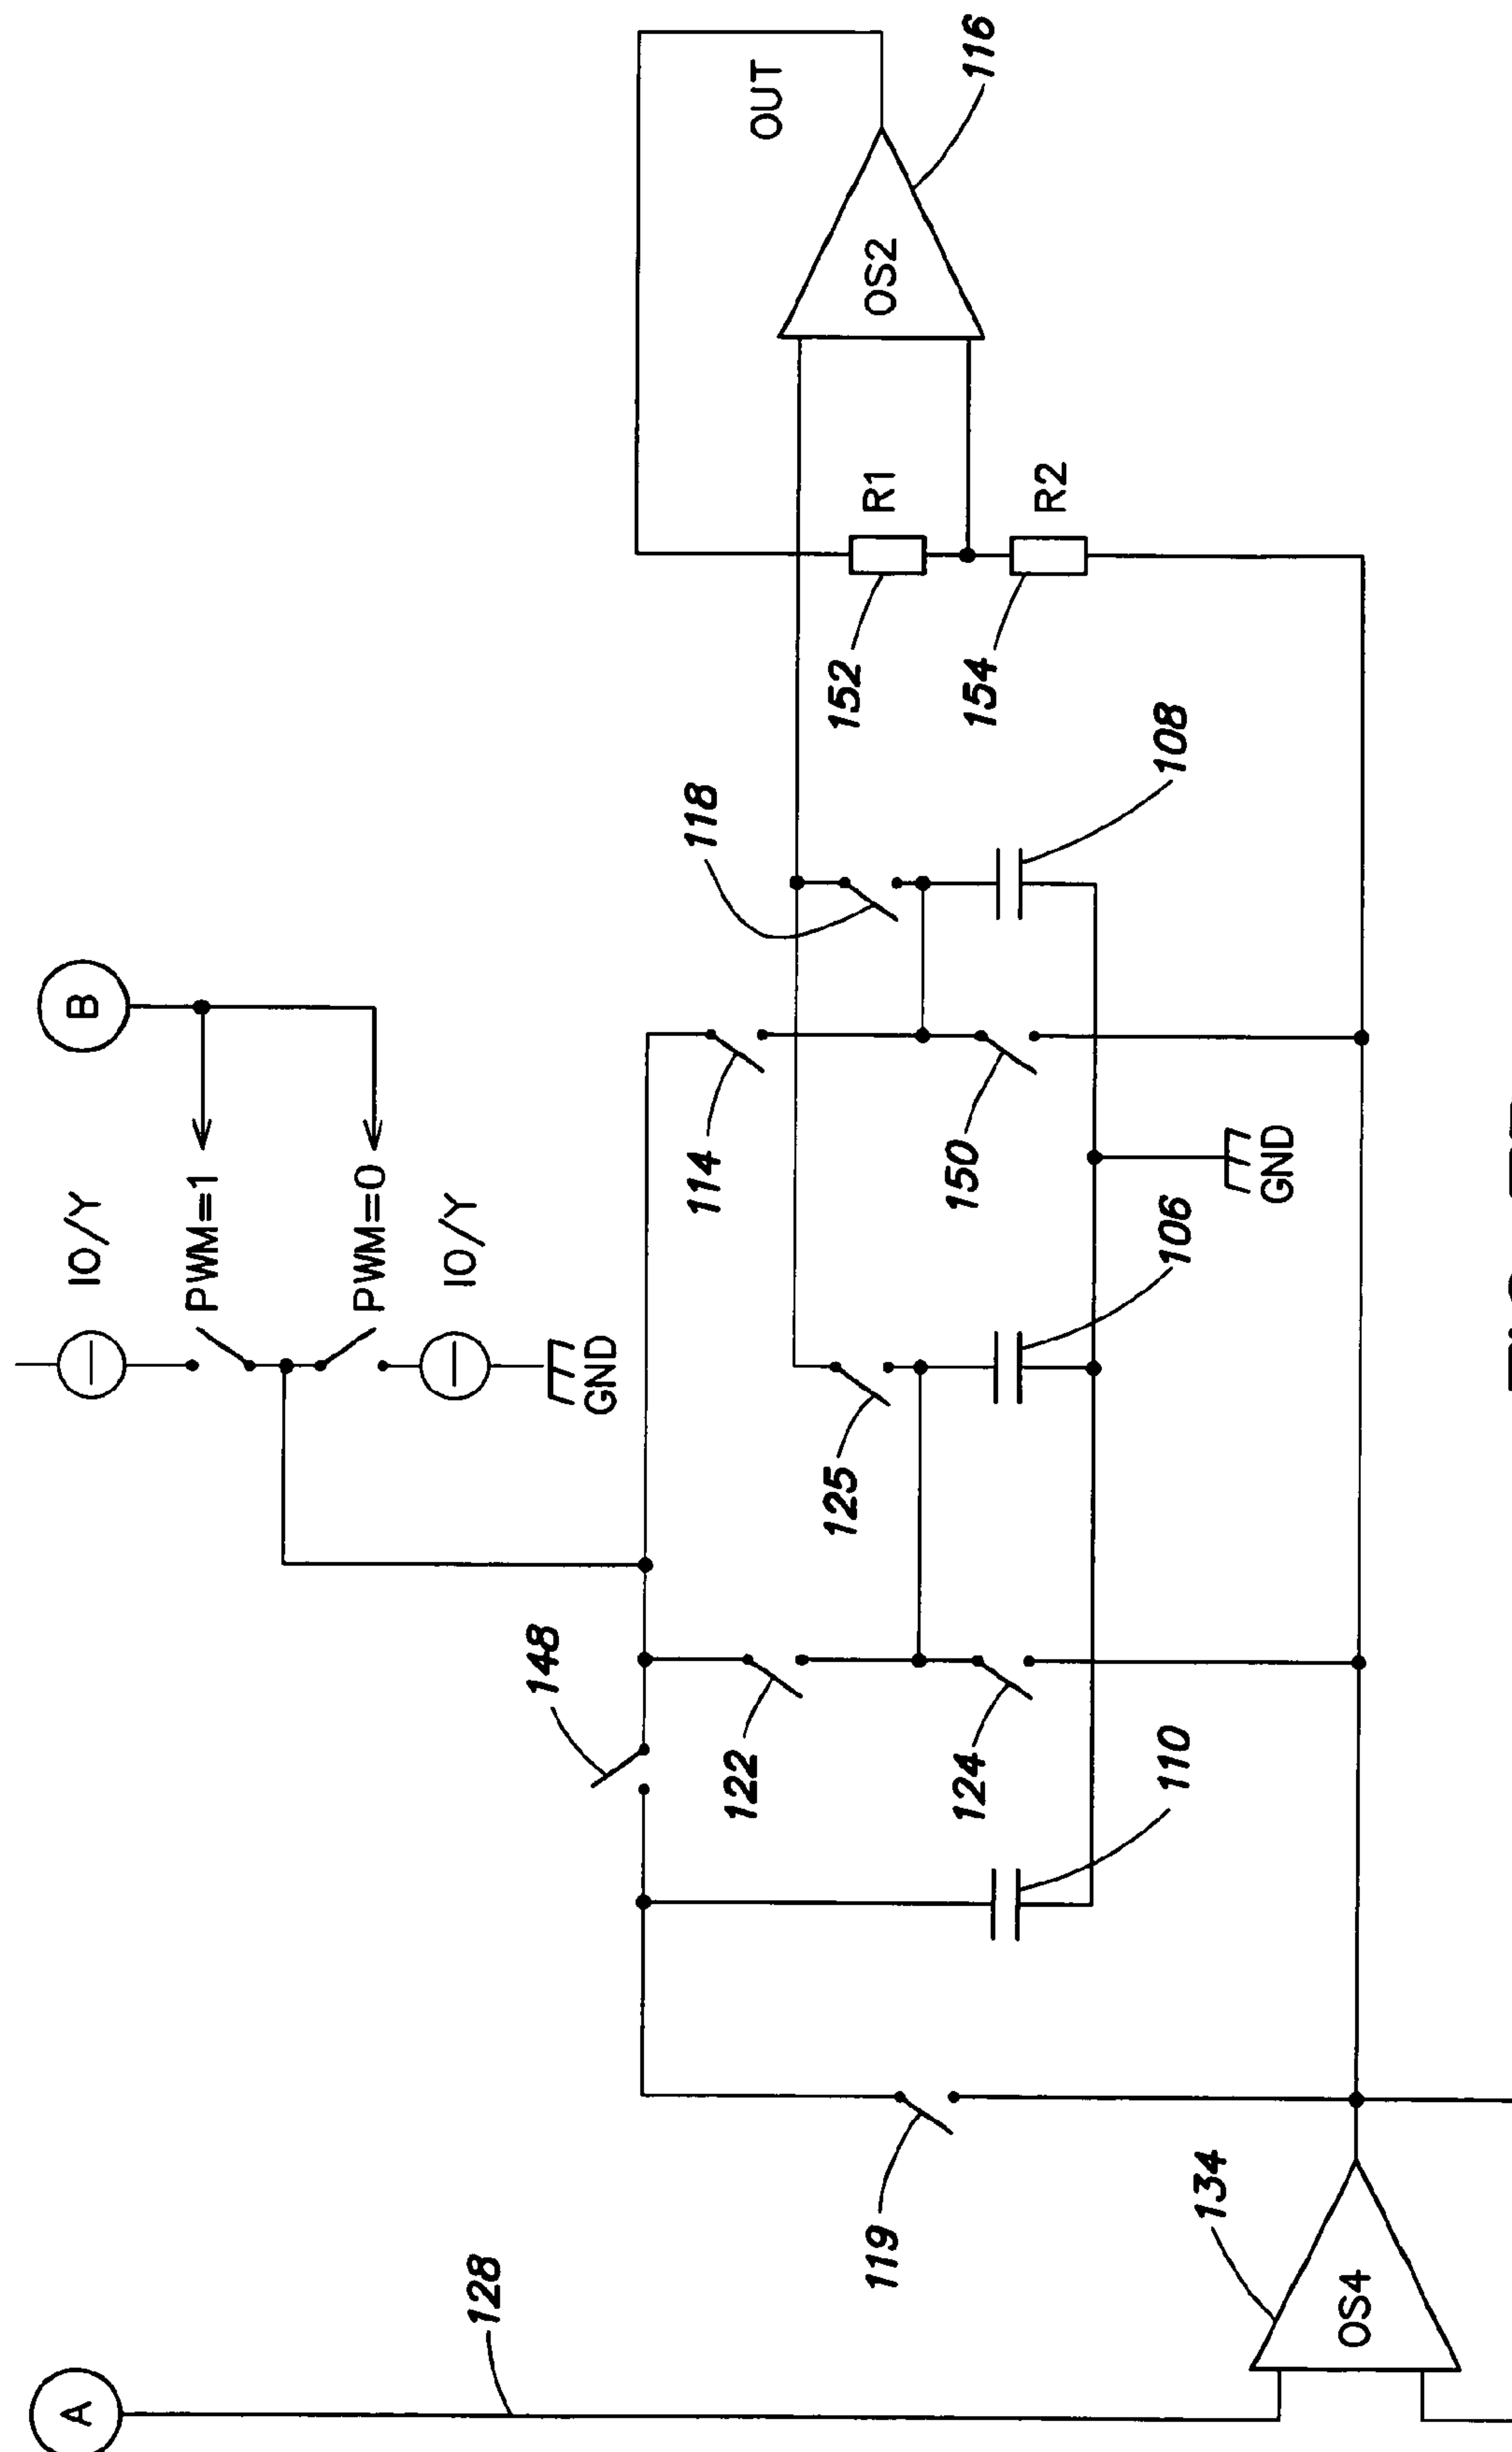 A
128
B
IO/Y
PWM=1
PWM=0
IO/Y
GND
148
114
118
OUT
OS2
116
122
125
R1
152
R2
154
119
124
150
108
110
106
GND
134
OS4